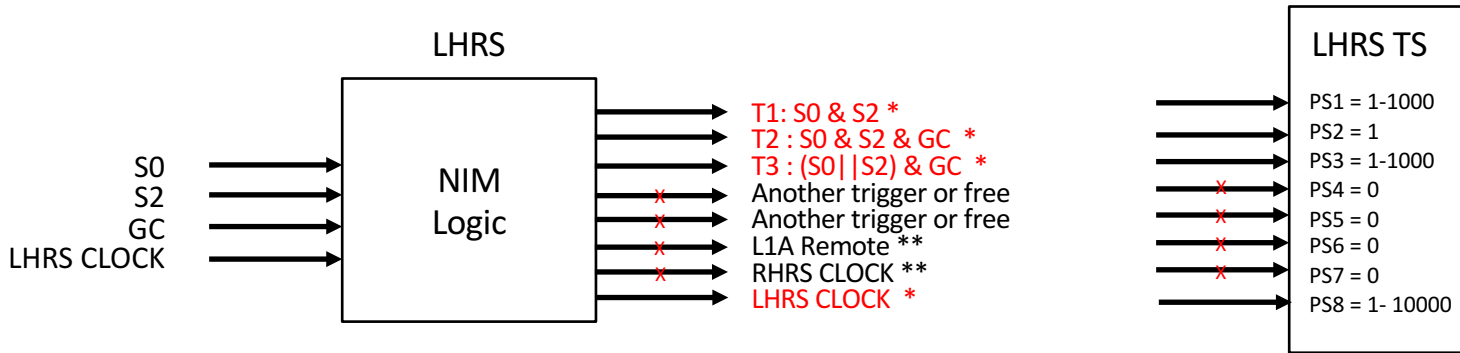 LHRS
S0
S2
GC
LHRS CLOCK
NIM
Logic
T1: S0 & S2 *
T2 : S0 & S2 & GC *
T3 : (S0||S2) & GC *
Another trigger or free
Another trigger or free
L1A Remote **
RHRS CLOCK **
LHRS CLOCK *
x
x
x
x
LHRS TS
PS1 = 1-1000
PS2 = 1
PS3 = 1-1000
PS4 = 0
PS5 = 0
PS6 = 0
PS7 = 0
PS8 = 1- 10000
x
x
x
x